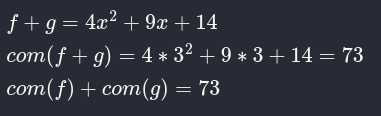 f + g = 4x² + 9x + 14
com(f + g) = 4 * 3² + 9 * 3 + 14 = 73
com(f) + com(g) = 73